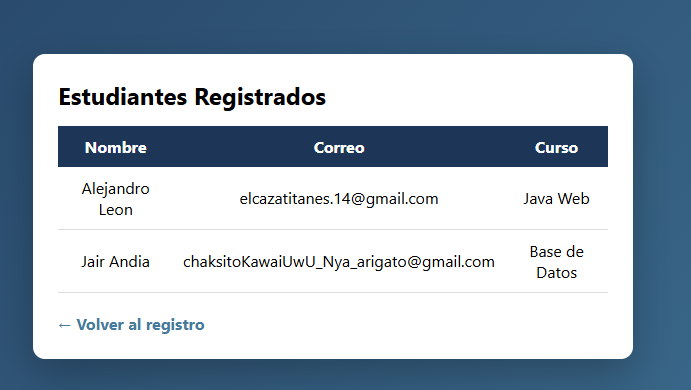 Estudiantes Registrados
Nombre Correo Curso
Alejandro
Leon elcazatitanes.14@gmail.com Java Web
Jair Andia chaksitoKawaiUwU_Nya_arigato@gmail.com Base de
Datos
← Volver al registro